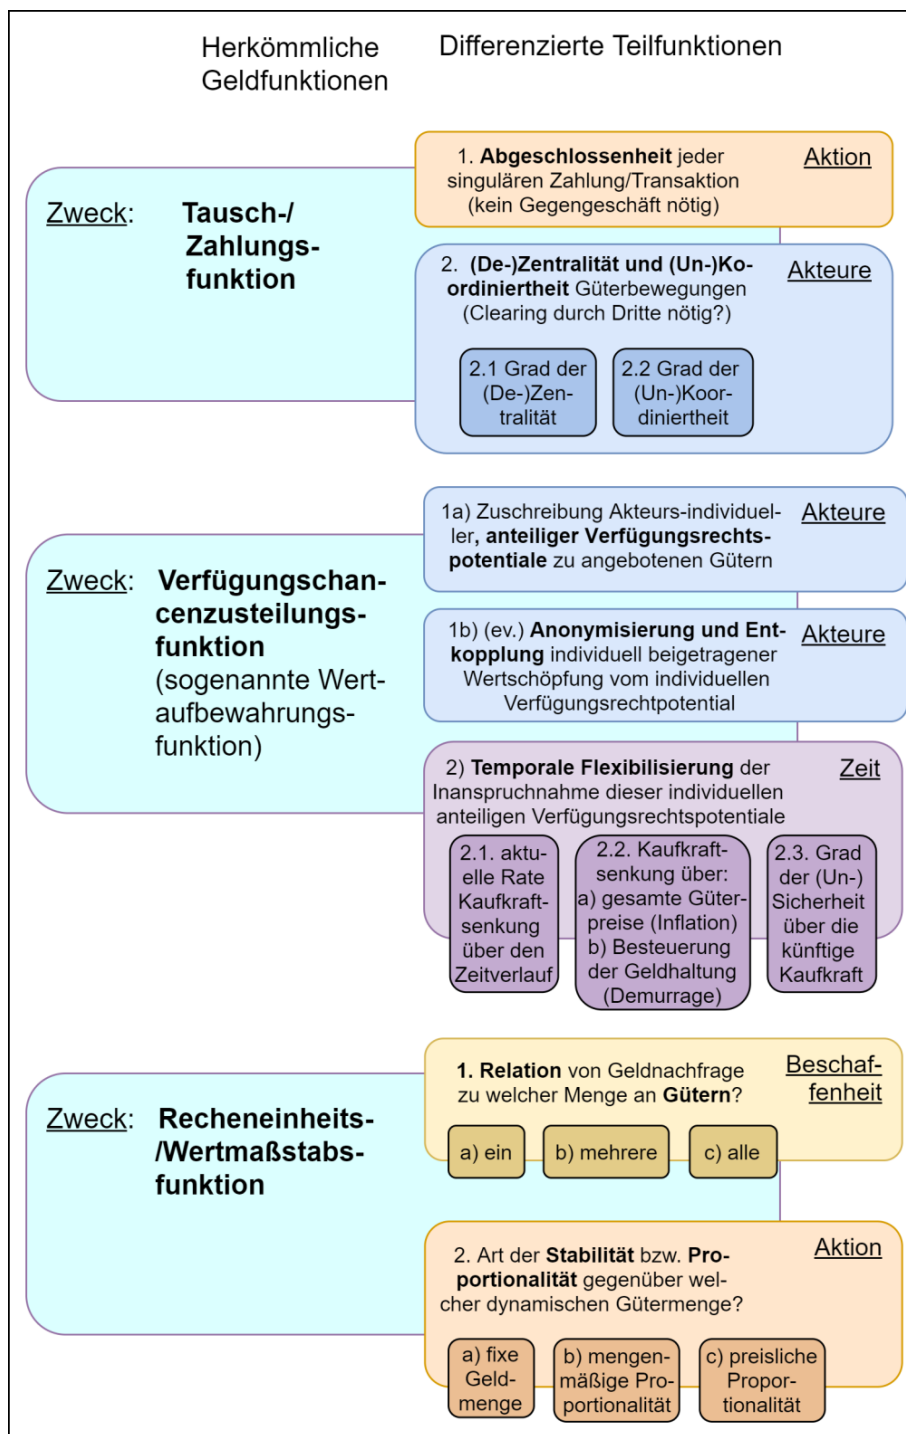 Herkömmliche
Geldfunktionen
Differenzierte Teilfunktionen
Zweck: Tausch-/
Zahlungs-
funktion
1. Abgeschlossenheit jeder
singulären Zahlung/Transaktion
(kein Gegengeschäft nötig)
Aktion
2. (De-)Zentralität und (Un-)Ko-
ordiniertheit Güterbewegungen
(Clearing durch Dritte nötig?)
Akteure
2.1 Grad der
(De-)Zen-
tralität
2.2 Grad der
(Un-)Koor-
diniertheit
Zweck: Verfügungschan-
cenzuteilungs-
funktion
(sogenannte Wert-
aufbewahrungs-
funktion)
1a) Zuschreibung Akteurs-individuel-
ler, anteiliger Verfügungsrechts-
potentiale zu angebotenen Gütern
Akteure
1b) (ev.) Anonymisierung und Ent-
kopplung individuell beigetragener
Wertschöpfung vom individuellen
Verfügungsrechtpotential
Akteure
2) Temporale Flexibilisierung der
Inanspruchnahme dieser individuellen
anteiligen Verfügungsrechtspotentiale
Zeit
2.1. aktu-
elle Rate
Kaufkraft-
senkung
über den
Zeitverlauf
2.2. Kaufkraft-
senkung über:
a) gesamte Güter-
preise (Inflation)
b) Besteuerung
der Geldhaltung
(Demurrage)
2.3. Grad
der (Un-)
Sicherheit
über die
künftige
Kaufkraft
Zweck: Recheneinheits-
/Wertmaßstabs-
funktion
1. Relation von Geldnachfrage
zu welcher Menge an Gütern?
Beschaf-
fenheit
a) ein
b) mehrere
c) alle
2. Art der Stabilität bzw. Pro-
portionalität gegenüber wel-
cher dynamischen Gütermenge?
Aktion
a) fixe
Geld-
menge
b) mengen-
mäßige Pro-
portionalität
c) preisliche
Propor-
tionalität